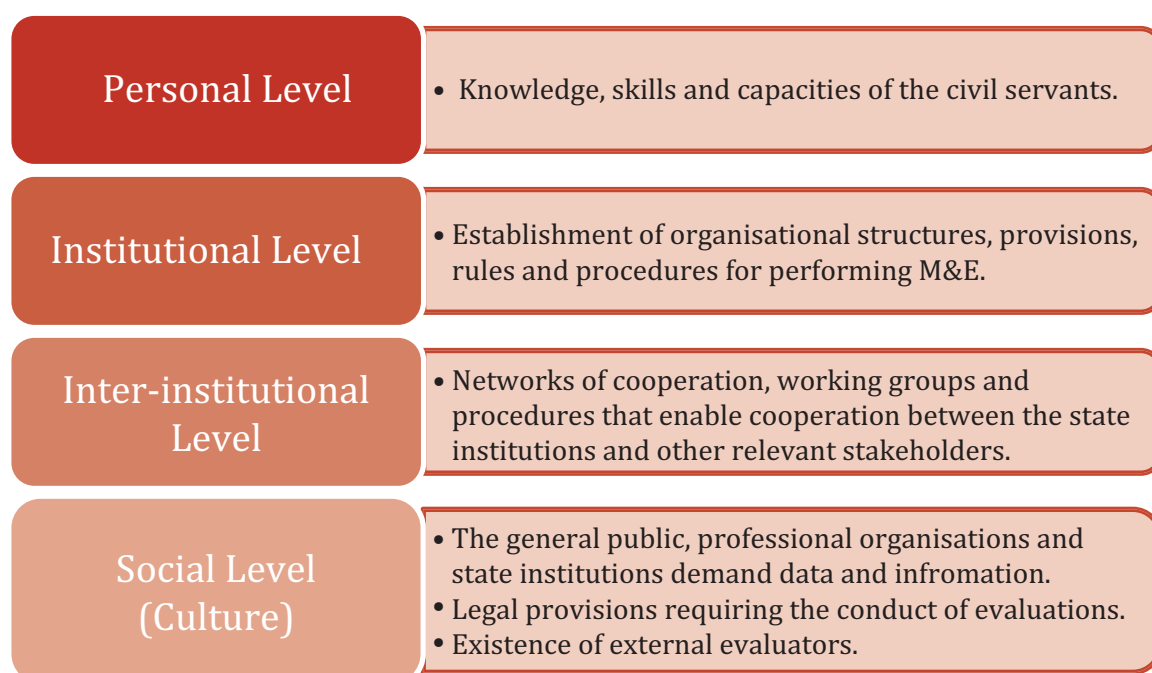 Personal Level
• Knowledge, skills and capacities of the civil servants.
Institutional Level
• Establishment of organisational structures, provisions,
rules and procedures for performing M&E.
Inter-institutional
Level
• Networks of cooperation, working groups and
procedures that enable cooperation between the state
institutions and other relevant stakeholders.
Social Level
(Culture)
• The general public, professional organisations and
state institutions demand data and infromation.
• Legal provisions requiring the conduct of evaluations.
• Existence of external evaluators.